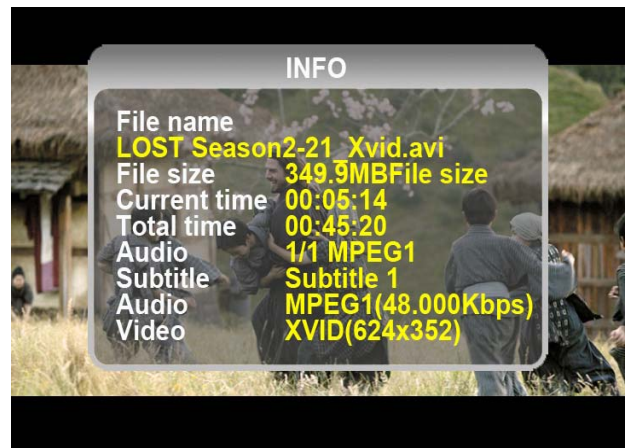 INFO
File name
LOST Season2-21_Xvid.avi
File size 349.9MBFile size
Current time 00:05:14
Total time 00:45:20
Audio 1/1 MPEG1
Subtitle Subtitle 1
Audio MPEG1(48.000Kbps)
Video XVID(624x352)